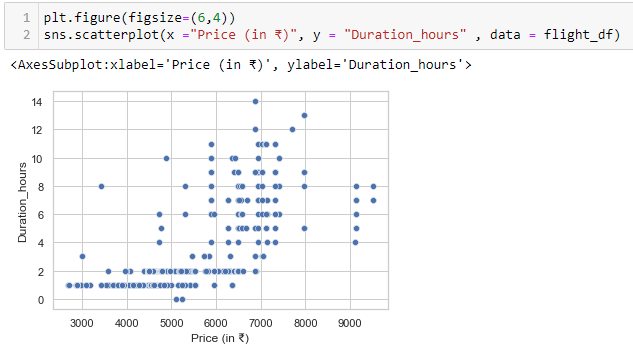 1 plt.figure(figsize=(6,4))
2 sns.scatterplot(x ="Price (in ₹)", y = "Duration_hours" , data = flight_df)
<AxesSubplot:xlabel='Price (in ₹)', ylabel='Duration_hours'>
14
12
10
8
6
4
2
0
Duration_hours
3000 4000 5000 6000 7000 8000 9000
Price (in ₹)